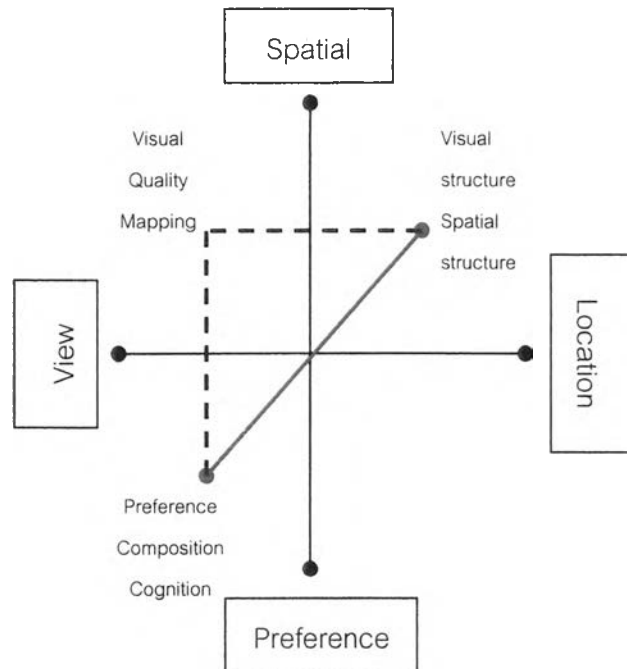 Spatial
Visual
Quality
Mapping
Visual
structure
Spatial
structure
View
Location
Preference
Composition
Cognition
Preference